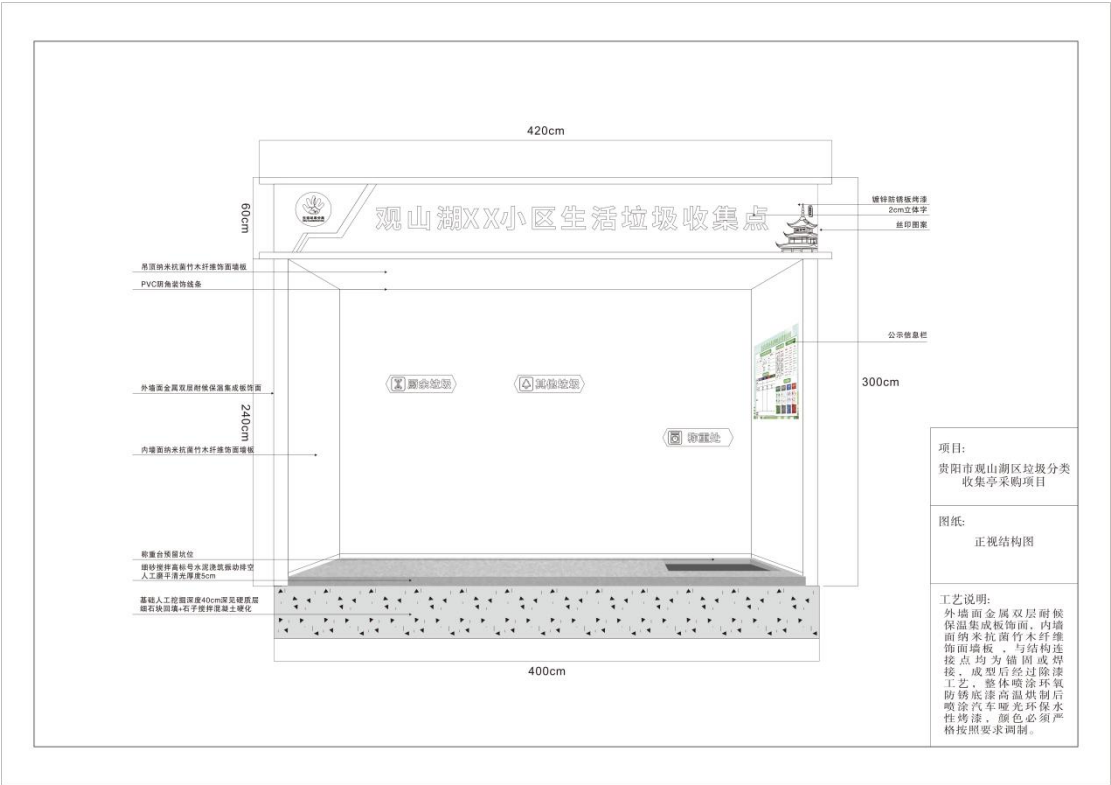 420cm
60cm
观山湖XX小区生活垃圾收集点
镀锌防锈板烤漆
2cm立体字
丝印图案
吊顶纳米抗菌竹木纤维饰面墙板
PVC阴角装饰线条
公示信息栏
外墙面金属双层耐候保温集成板饰面
厨余垃圾
其他垃圾
300cm
240cm
称重处
内墙面纳米抗菌竹木纤维饰面墙板
称重台预留坑位
细砂搅拌高标号水泥浇筑振动排空
人工磨平清光厚度5cm
基础人工挖掘深度40cm深见硬质层
细石块回填+石子搅拌混凝土硬化
400cm
项目:
贵阳市观山湖区垃圾分类
收集亭采购项目
图纸:
正视结构图
工艺说明:
外墙面金属双层耐候
保温集成板饰面，内墙
面纳米抗菌竹木纤维
饰面墙板，与结构连
接点均为锚固或焊
接，成型后经过除漆
工艺，整体喷涂环氧
防锈底漆高温烘制后
喷涂汽车哑光环保水
性烤漆，颜色必须严
格按照要求调制。